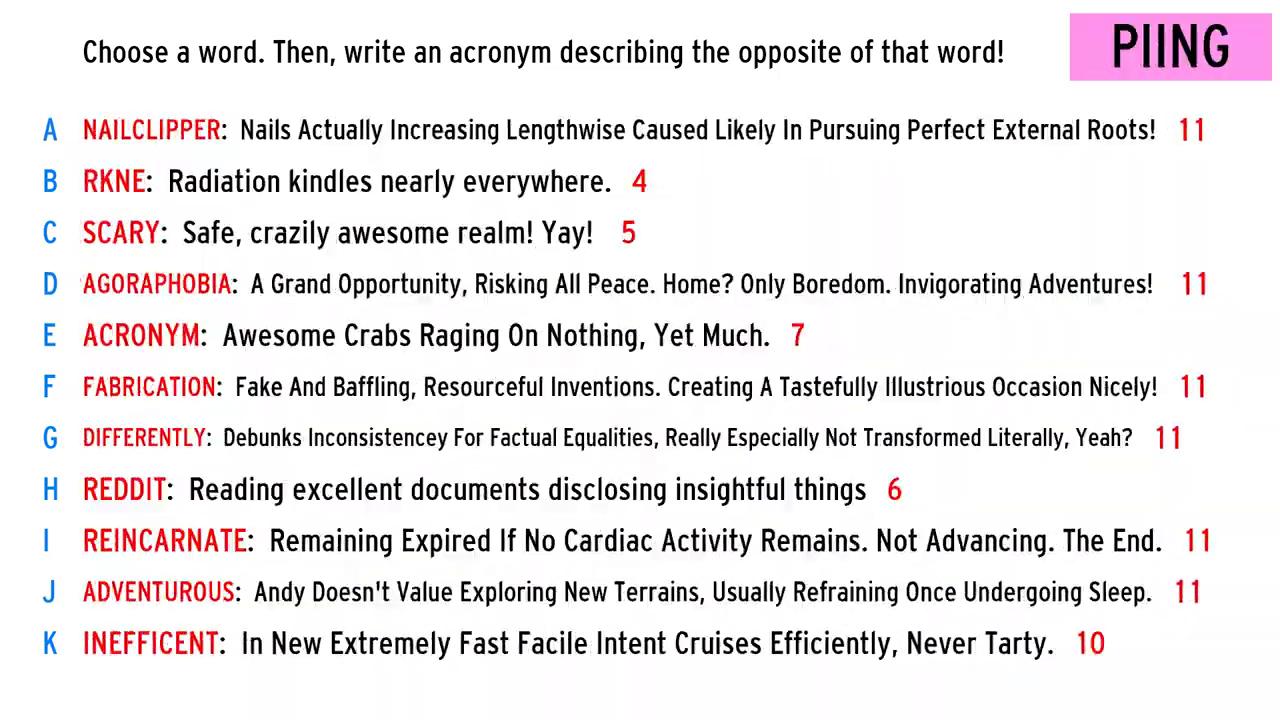 Choose a word. Then, write an acronym describing the opposite of that word!
PIING
A NAILCLIPPER: Nails Actually Increasing Lengthwise Caused Likely In Pursuing Perfect External Roots! 11
B RKNE: Radiation kindles nearly everywhere. 4
C SCARY: Safe, crazily awesome realm! Yay! 5
D AGORAPHOBIA: A Grand Opportunity, Risking All Peace. Home? Only Boredom. Invigorating Adventures! 11
E ACRONYM: Awesome Crabs Raging On Nothing, Yet Much. 7
F FABRICATION: Fake And Baffling, Resourceful Inventions. Creating A Tastefully Illustrious Occasion Nicely! 11
G DIFFERENTLY: Debunks Inconsistencey For Factual Equalities, Really Especially Not Transformed Literally, Yeah? 11
H REDDIT: Reading excellent documents disclosing insightful things 6
I REINCARNATE: Remaining Expired If No Cardiac Activity Remains. Not Advancing. The End. 11
J ADVENTUROUS: Andy Doesn't Value Exploring New Terrains, Usually Refraining Once Undergoing Sleep. 11
K INEFFICENT: In New Extremely Fast Facile Intent Cruises Efficiently, Never Tarty. 10